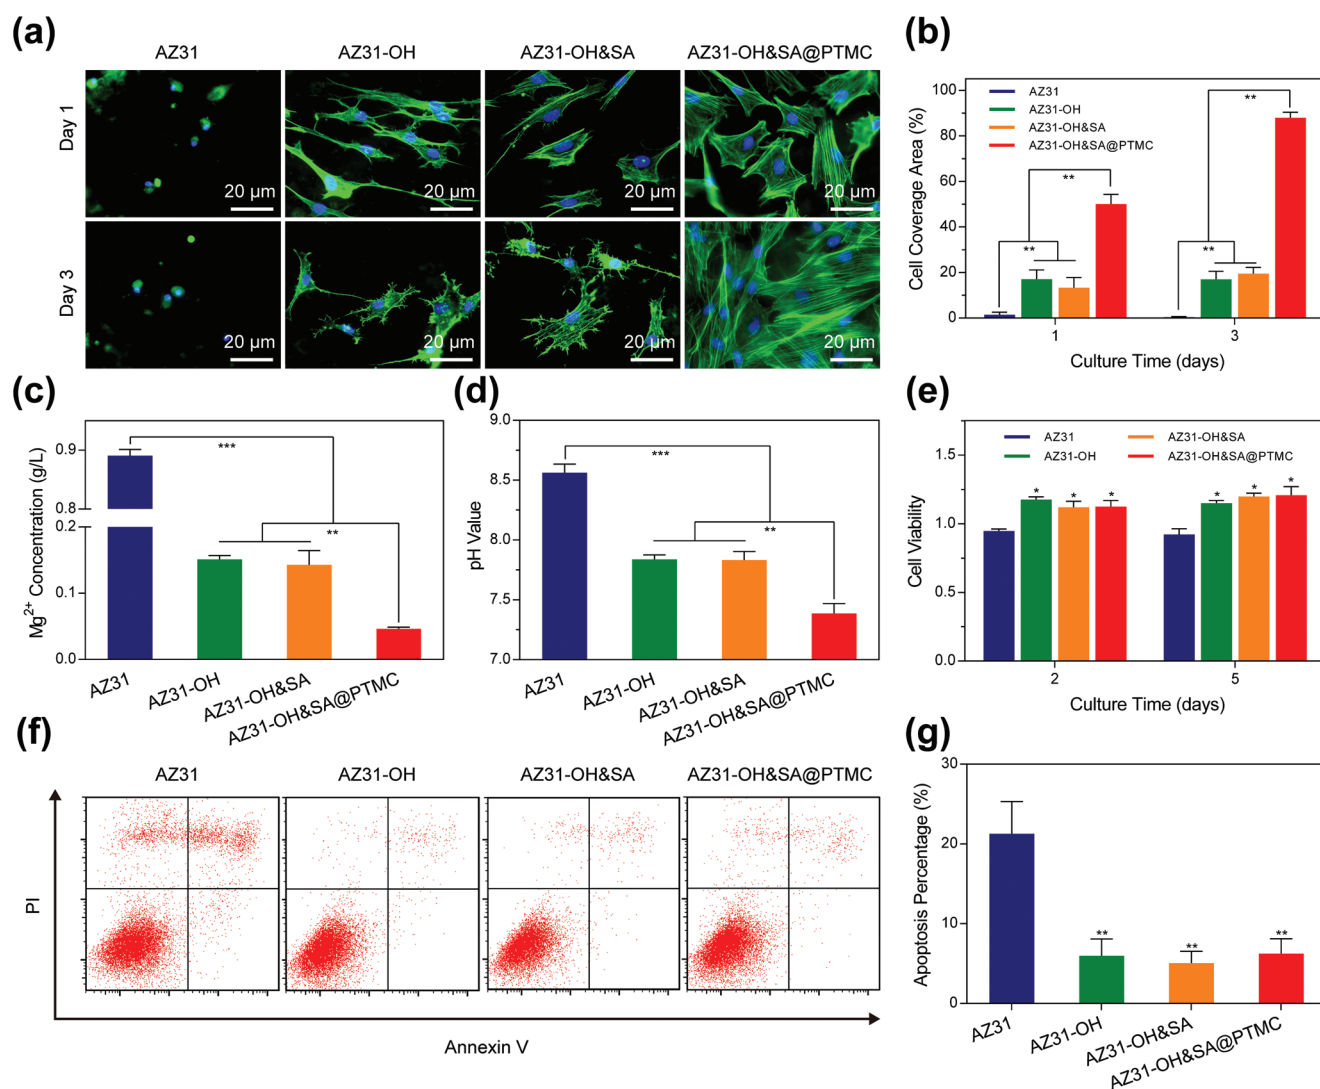 (a)
AZ31
AZ31-OH
AZ31-OH&SA
AZ31-OH&SA@PTMC
Day 1
20 µm
20 µm
20 µm
20 µm
Day 3
20 µm
20 µm
20 µm
20 µm
(b)
Cell Coverage Area (%)
100
80
60
40
20
0
AZ31
AZ31-OH
AZ31-OH&SA
AZ31-OH&SA@PTMC
**
**
**
**
1
3
Culture Time (days)
(c)
Mg²⁺ Concentration (g/L)
0.9
0.8
0.2
0.1
0.0
***
**
AZ31
AZ31-OH
AZ31-OH&SA
AZ31-OH&SA@PTMC
(d)
pH Value
9.0
8.5
8.0
7.5
7.0
***
**
AZ31
AZ31-OH
AZ31-OH&SA
AZ31-OH&SA@PTMC
(e)
Cell Viability
1.5
1.0
0.5
0.0
AZ31
AZ31-OH
AZ31-OH&SA
AZ31-OH&SA@PTMC
*
*
*
*
*
*
2
5
Culture Time (days)
(f)
AZ31
AZ31-OH
AZ31-OH&SA
AZ31-OH&SA@PTMC
PI
Annexin V
(g)
Apoptosis Percentage (%)
30
20
10
0
**
**
**
AZ31
AZ31-OH
AZ31-OH&SA
AZ31-OH&SA@PTMC